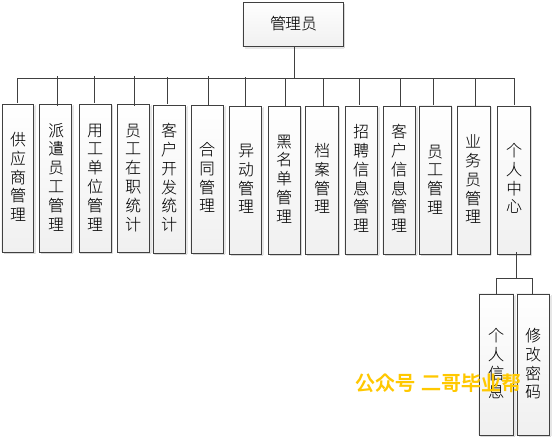 管理员
供应商管理
派遣员工管理
用工单位管理
员工在职统计
客户开发统计
合同管理
异动管理
黑名单管理
档案管理
招聘信息管理
客户信息管理
员工管理
业务员管理
个人中心
个人信息
修改密码
公众号 二哥毕业帮